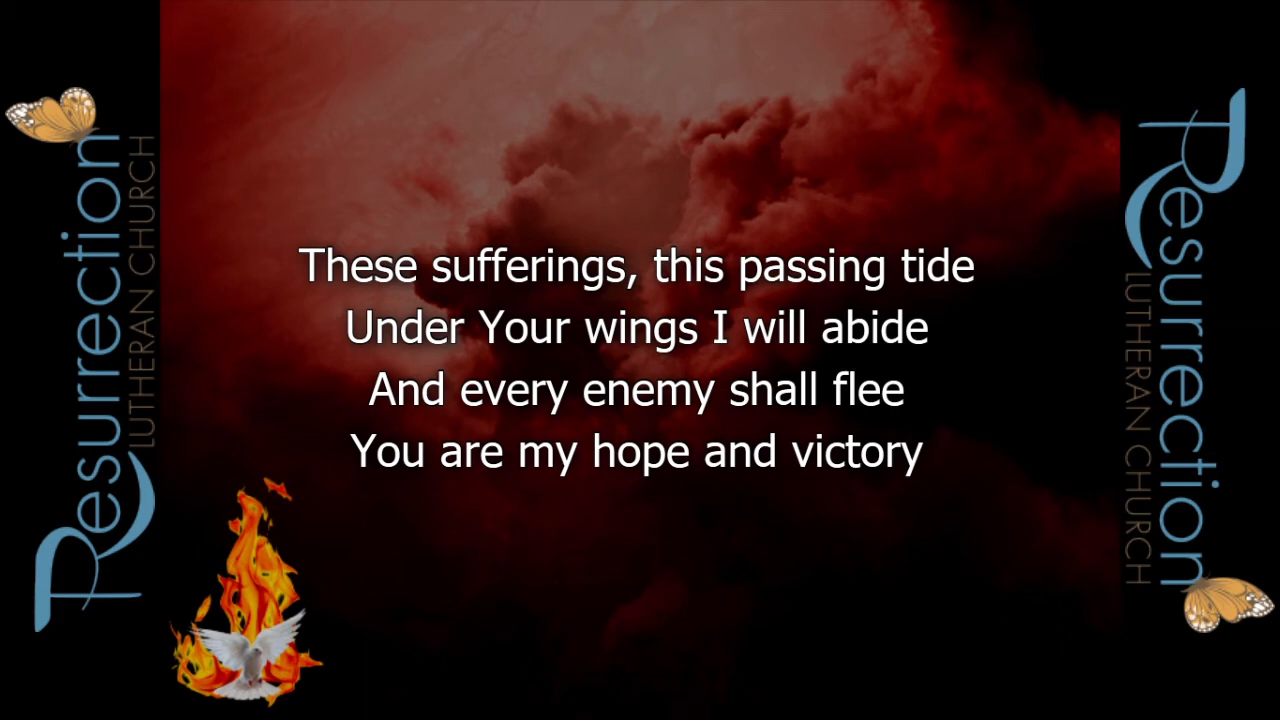 Resurrection
LUTHERAN CHURCH
These sufferings, this passing tide
Under Your wings I will abide
And every enemy shall flee
You are my hope and victory
Resurrection
LUTHERAN CHURCH